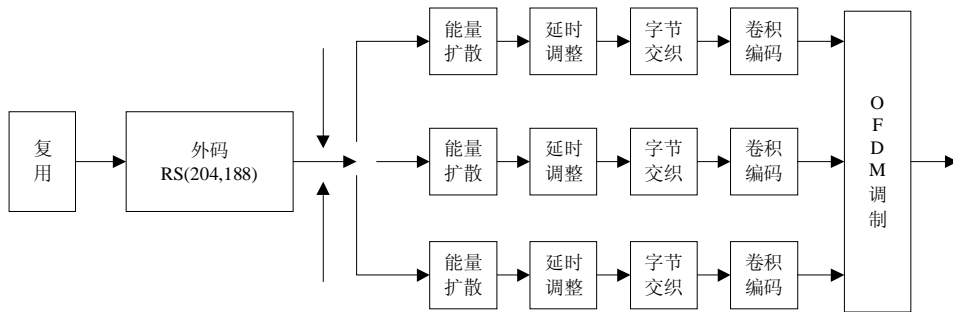 能量
扩散
延时
调整
字节
交织
卷积
编码
复
用
外码
RS(204,188)
能量
扩散
延时
调整
字节
交织
卷积
编码
O
F
D
M
调
制
能量
扩散
延时
调整
字节
交织
卷积
编码